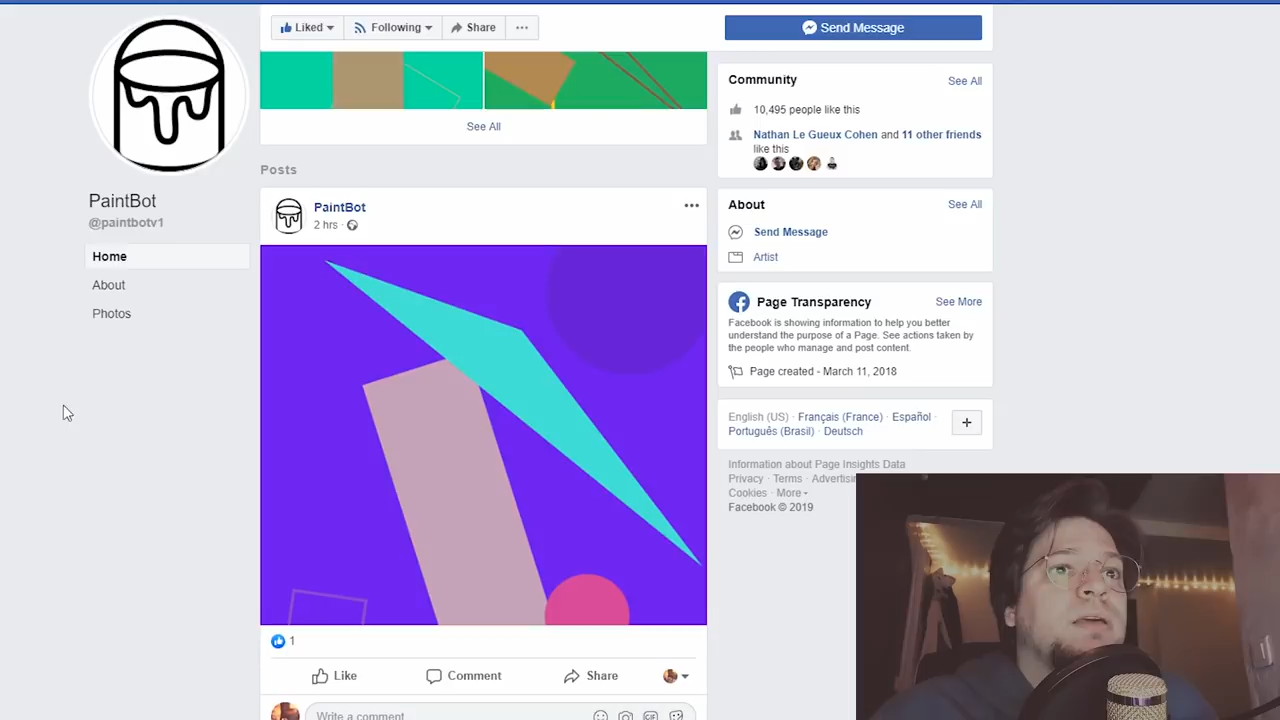 Liked
Following
Share
Send Message
See All
PaintBot
@paintbotv1
Home
About
Photos
Posts
PaintBot
2 hrs
1
Like
Comment
Share
Write a comment
GIF
Community
See All
10,495 people like this
Nathan Le Gueux Cohen and 11 other friends
like this
About
See All
Send Message
Artist
Page Transparency
See More
Facebook is showing information to help you better
understand the purpose of a Page. See actions taken by
the people who manage and post content.
Page created - March 11, 2018
English (US) · Français (France) · Español ·
Português (Brasil) · Deutsch
Information about Page Insights Data
Privacy · Terms · Advertisin
Cookies · More
Facebook © 2019